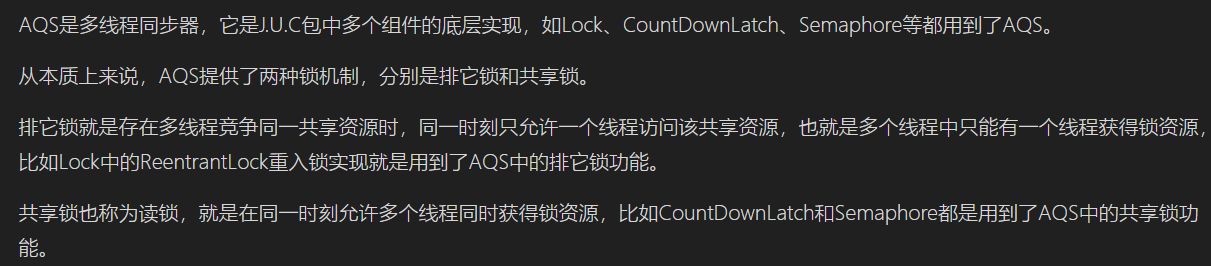 AQS是多线程同步器，它是J.U.C包中多个组件的底层实现，如Lock、CountDownLatch、Semaphore等都用到了AQS。
从本质上来说，AQS提供了两种锁机制，分别是排它锁和共享锁。
排它锁就是存在多线程竞争同一共享资源时，同一时刻只允许一个线程访问该共享资源，也就是多个线程中只能有一个线程获得锁资源，
比如Lock中的ReentrantLock重入锁实现就是用到了AQS中的排它锁功能。
共享锁也称为读锁，就是在同一时刻允许多个线程同时获得锁资源，比如CountDownLatch和Semaphore都是用到了AQS中的共享锁功
能。